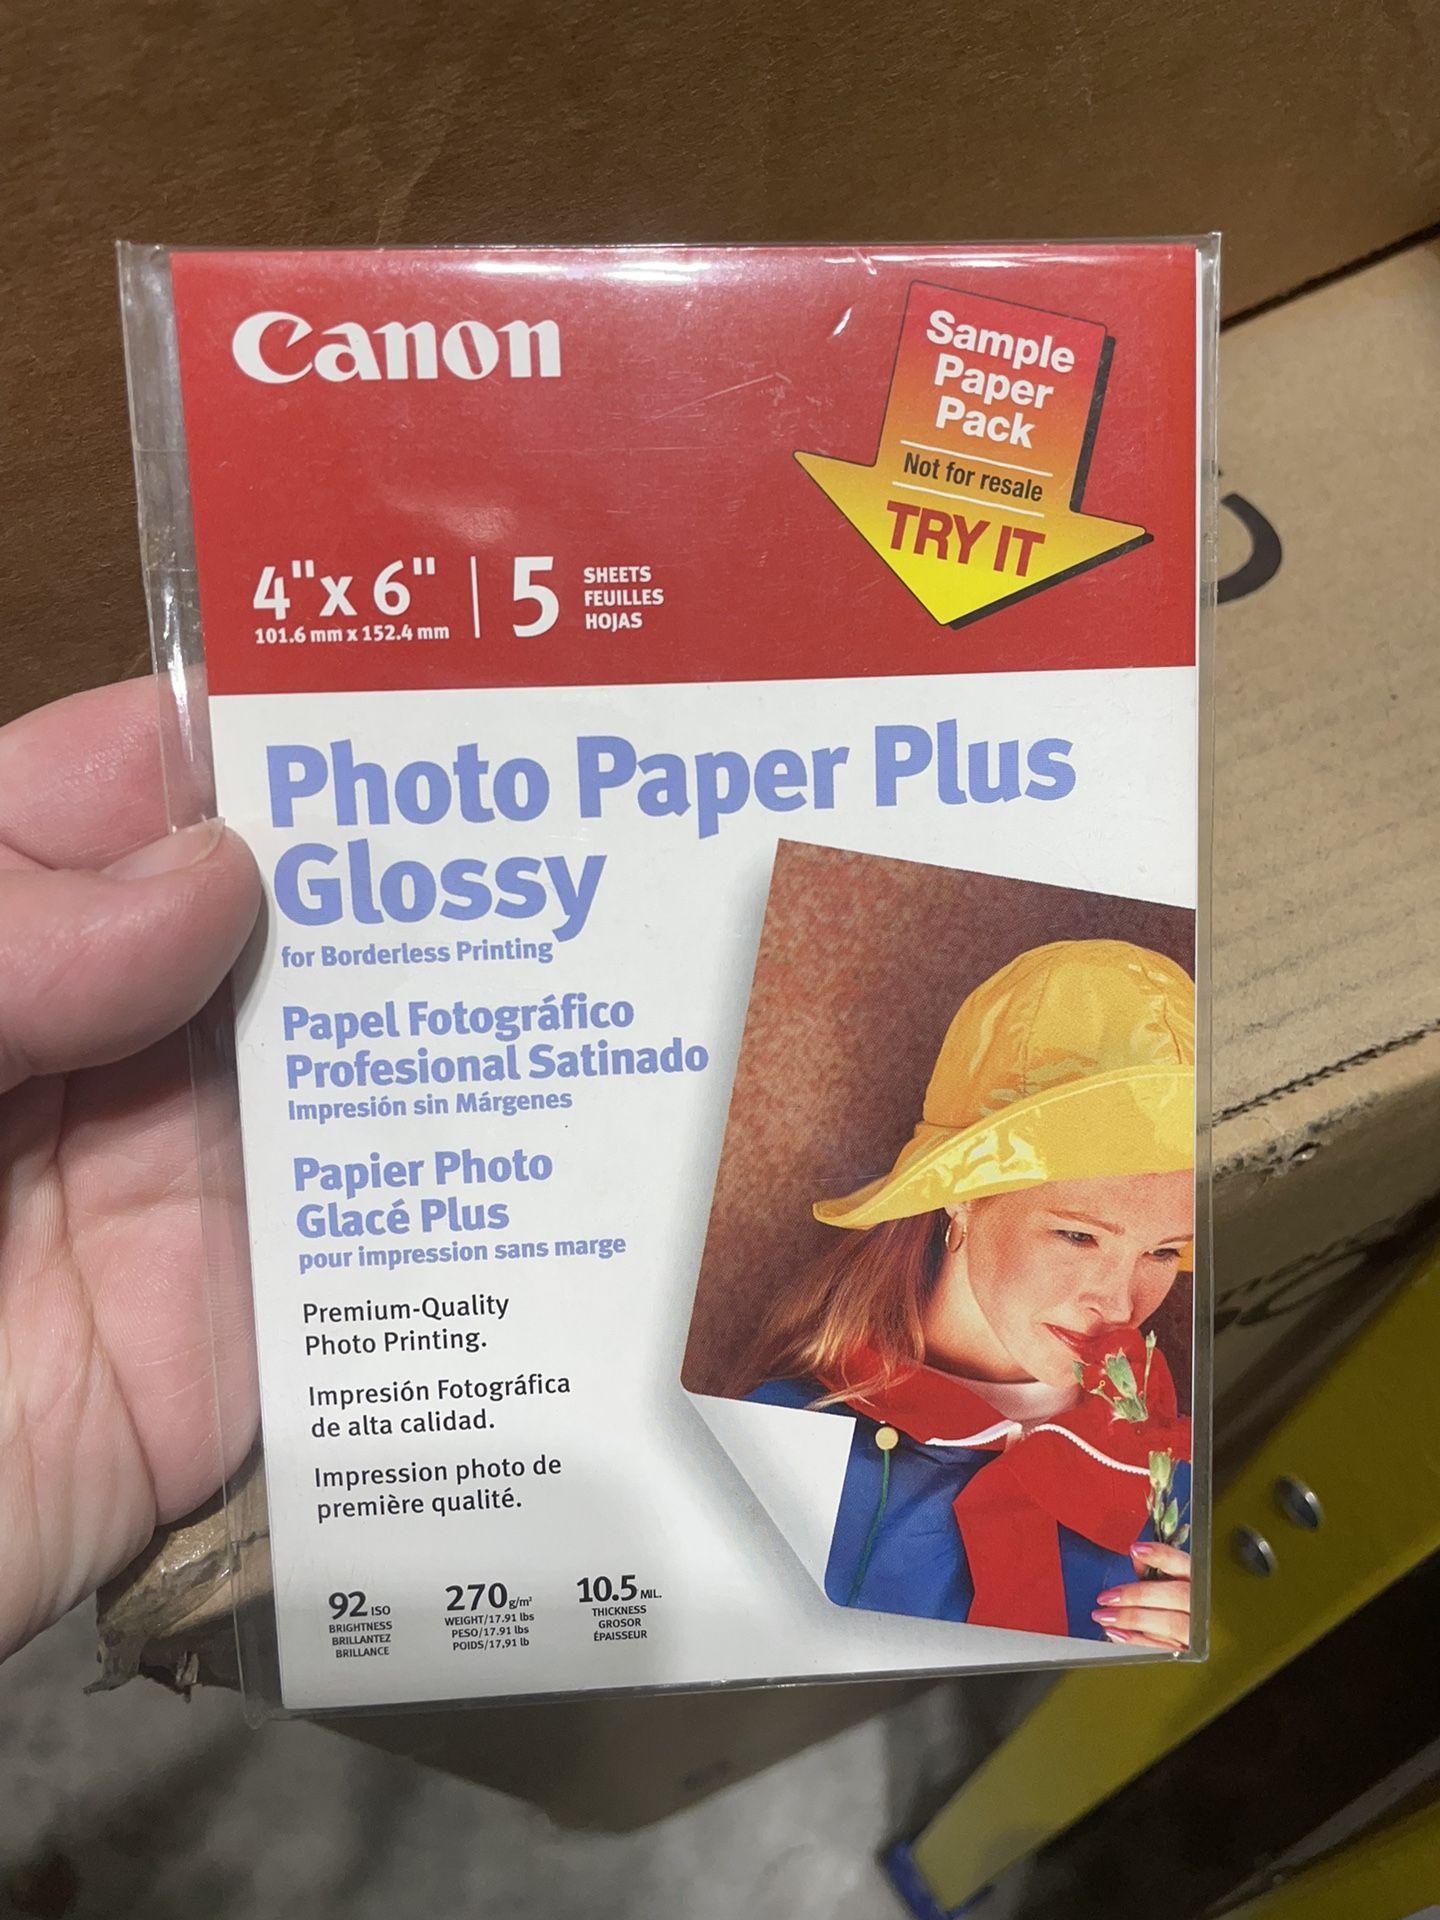 Canon
Sample
Paper
Pack
Not for resale
TRY IT
4"x 6" | 5 SHEETS
FEUILLES
HOJAS
101.6 mm x 152.4 mm
Photo Paper Plus
Glossy
for Borderless Printing
Papel Fotográfico
Profesional Satinado
Impresión sin Márgenes
Papier Photo
Glacé Plus
pour impression sans marge
Premium-Quality
Photo Printing.
Impresión Fotográfica
de alta calidad.
Impression photo de
première qualité.
92 ISO
BRIGHTNESS
BRILLANTEZ
BRILLANCE
270 g/m²
WEIGHT/17.91 lbs
PESO/17.91 lbs
POIDS/17,91 lb
10.5 MIL.
THICKNESS
GROSOR
ÉPAISSEUR